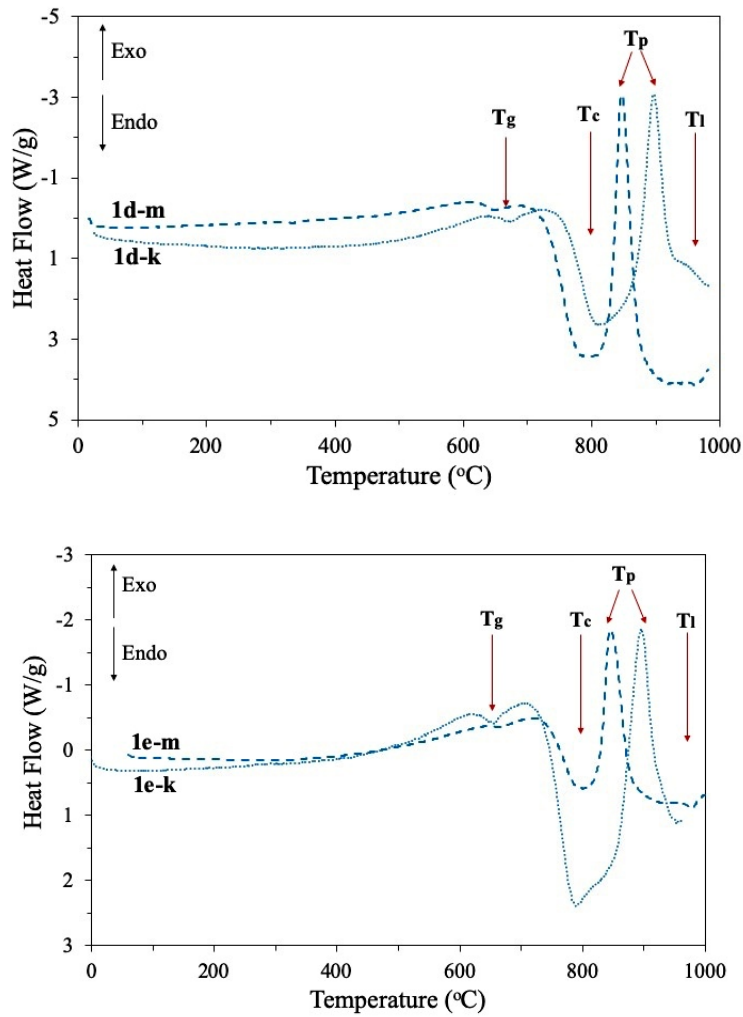 -5
Exo
Tp
-3
Endo
Tg
Tc
Tl
-1
1d-m
1d-k
1
3
5
Heat Flow (W/g)
0 200 400 600 800 1000
Temperature (ºC)
-3
Exo
Tp
-2
Endo
Tg
Tc
Tl
-1
0
1e-m
1e-k
1
2
3
Heat Flow (W/g)
0 200 400 600 800 1000
Temperature (ºC)